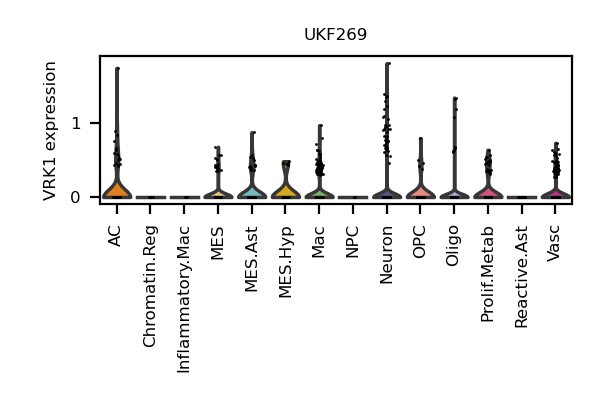 UKF269
VRK1 expression
1
0
AC
Chromatin.Reg
Inflammatory.Mac
MES
MES.Ast
MES.Hyp
Mac
NPC
Neuron
OPC
Oligo
Prolif.Metab
Reactive.Ast
Vasc